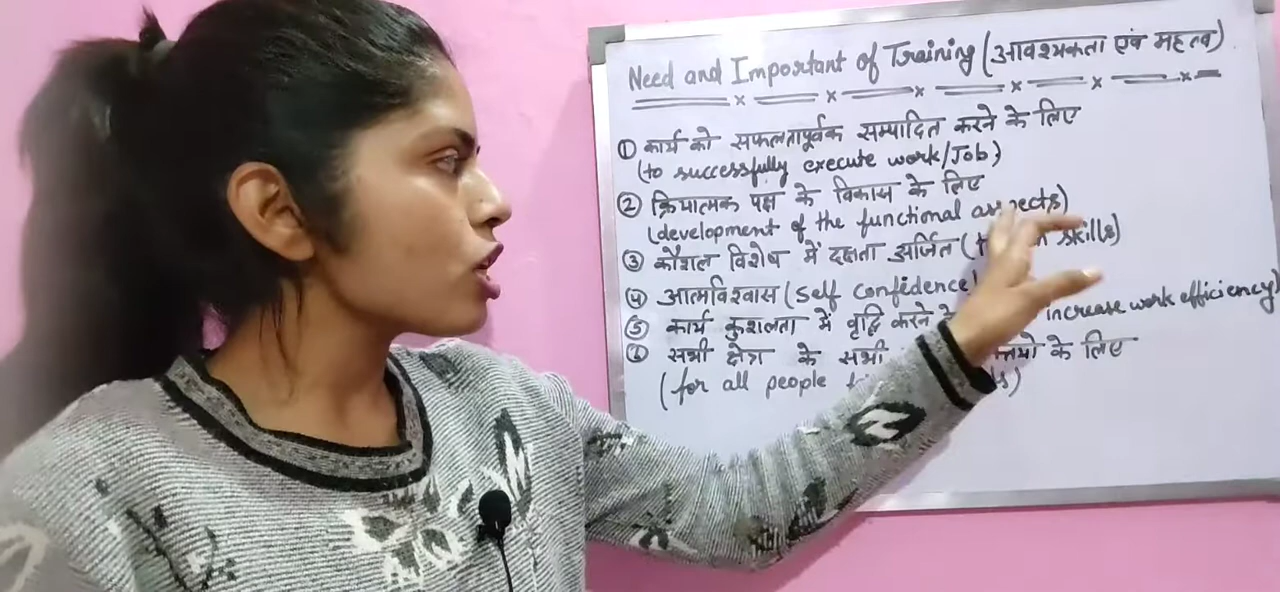 Need and Important of Training (आवश्यकता एवं महत्व)
① कार्य को सफलतापूर्वक सम्पादित करने के लिए
(to successfully execute work/Job)
② क्रियात्मक पक्ष के विकास के लिए
(development of the functional aspects)
③ कौशल विशेष में दक्षता अर्जित ( skills)
④ आत्मविश्वास (Self Confidence)
⑤ कार्य कुशलता में वृद्धि करने increase work efficiency)
⑥ सभी क्षेत्र के सभी के लिए
(for all people